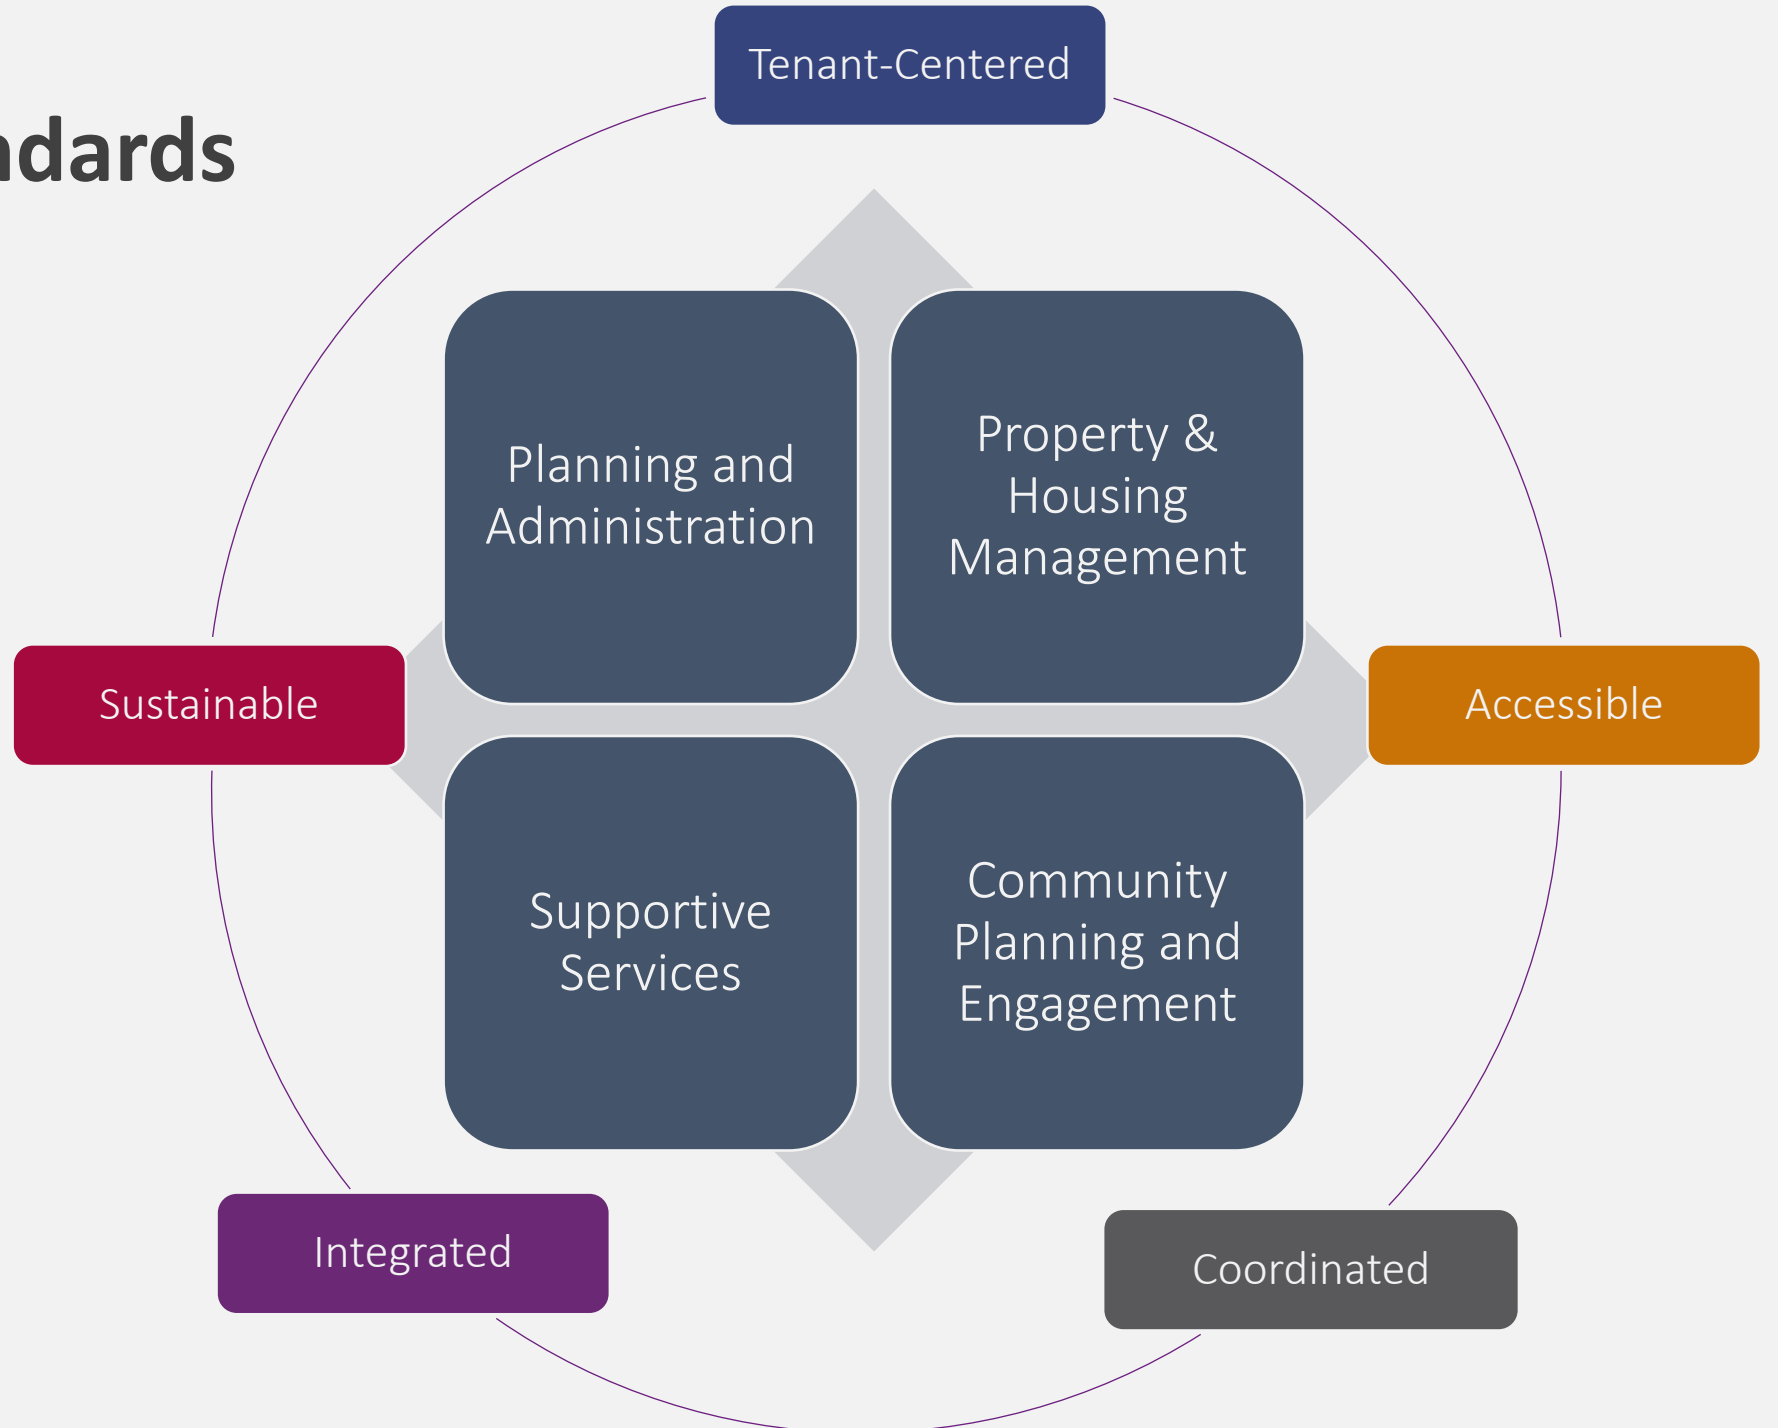 Tenant-Centered
ndards
Planning and
Administration
Property &
Housing
Management
Sustainable
Accessible
Supportive
Services
Community
Planning and
Engagement
Integrated
Coordinated